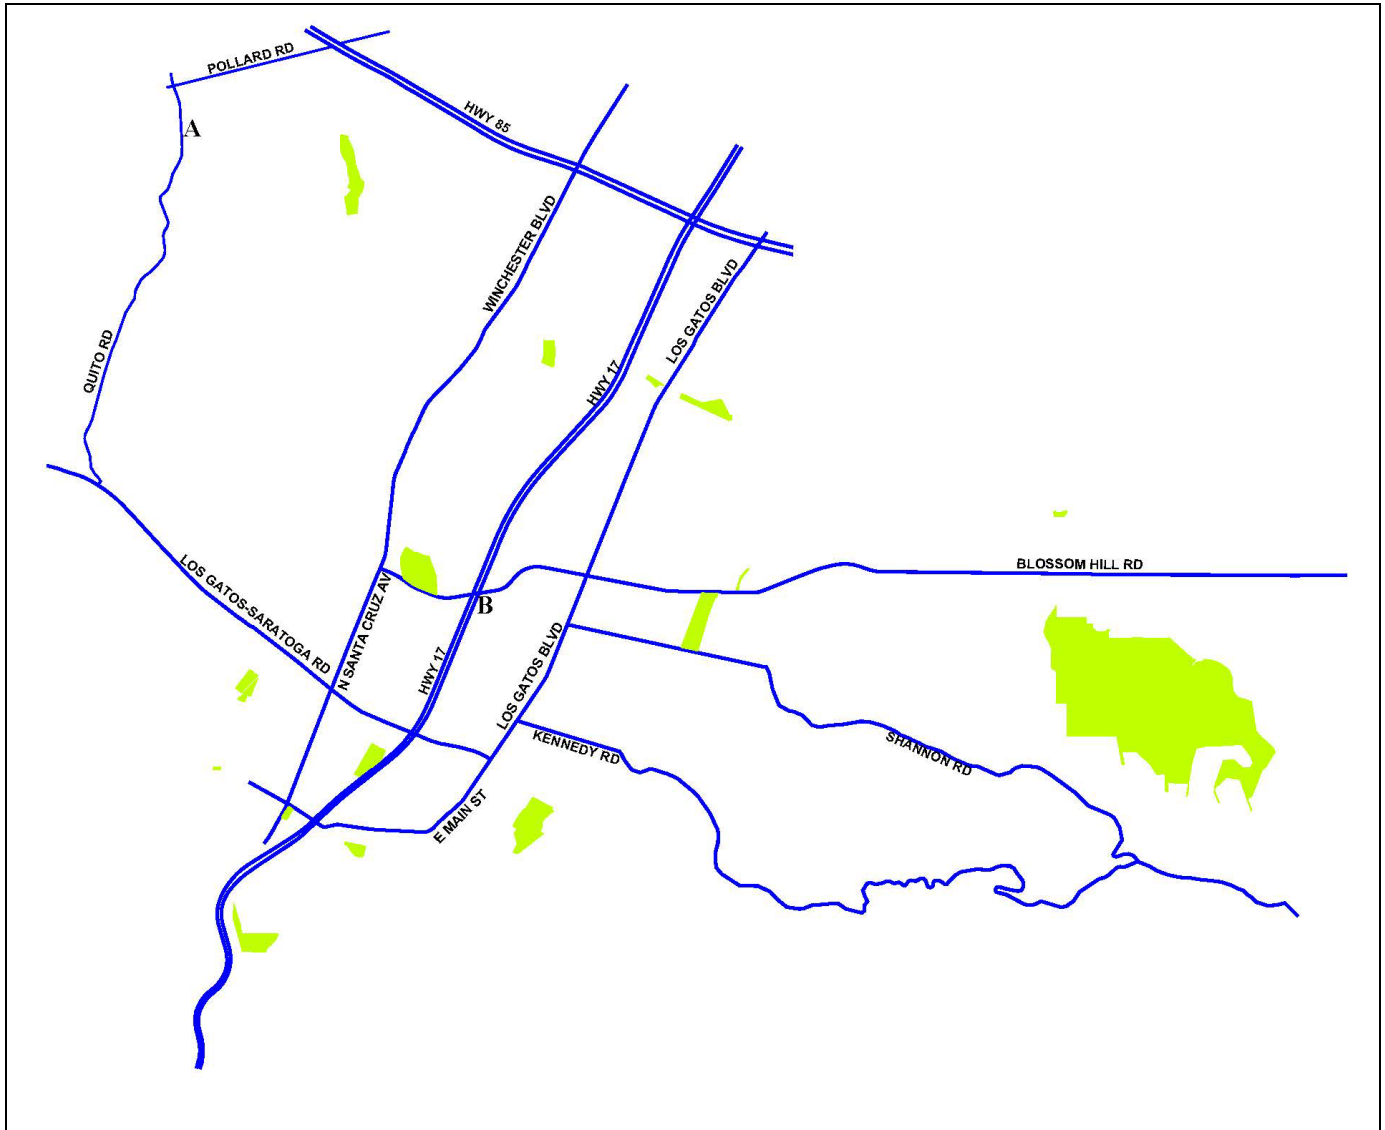 POLLARD RD
HWY 85
A
WINCHESTER BLVD
LOS GATOS BLVD
QUITO RD
HWY 17
BLOSSOM HILL RD
LOS GATOS-SARATOGA RD
N SANTA CRUZ AV
B
HWY 17
LOS GATOS BLVD
KENNEDY RD
SHANNON RD
E MAIN ST